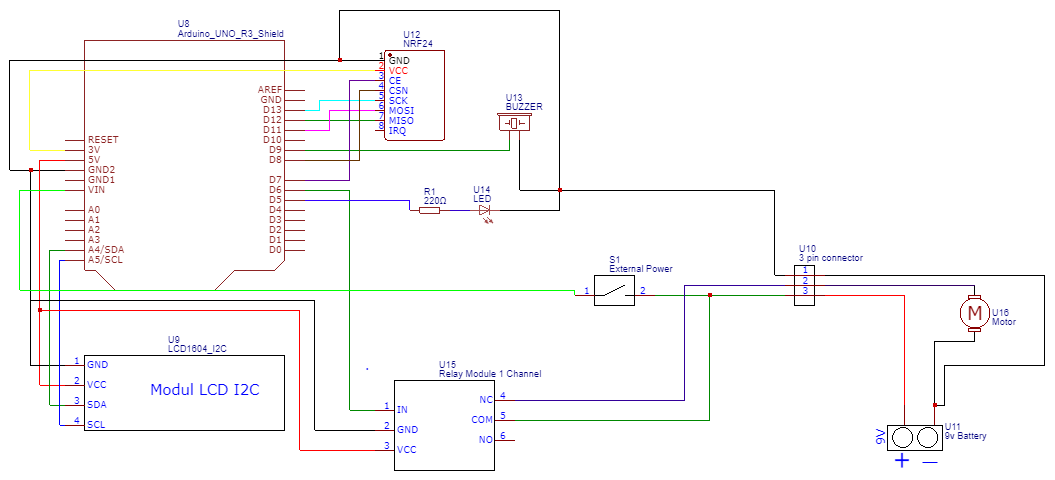 U8
Arduino_UNO_R3_Shield
RESET
3V
5V
GND2
GND1
VIN
A0
A1
A2
A3
A4/SDA
A5/SCL
AREF
GND
D13
D12
D11
D10
D9
D8
D7
D6
D5
D4
D3
D2
D1
D0
U12
NRF24
1 GND
2 VCC
3 CE
4 CSN
5 SCK
6 MOSI
7 MISO
8 IRQ
U13
BUZZER
R1
220Ω
U14
LED
S1
External Power
1 2
U10
3 pin connector
1
2
3
M
U16
Motor
U9
LCD1604_I2C
1 GND
2 VCC
3 SDA
4 SCL
Modul LCD I2C
U15
Relay Module 1 Channel
1 IN
2 GND
3 VCC
NC 4
COM 5
NO 6
9V
U11
9v Battery
+ −